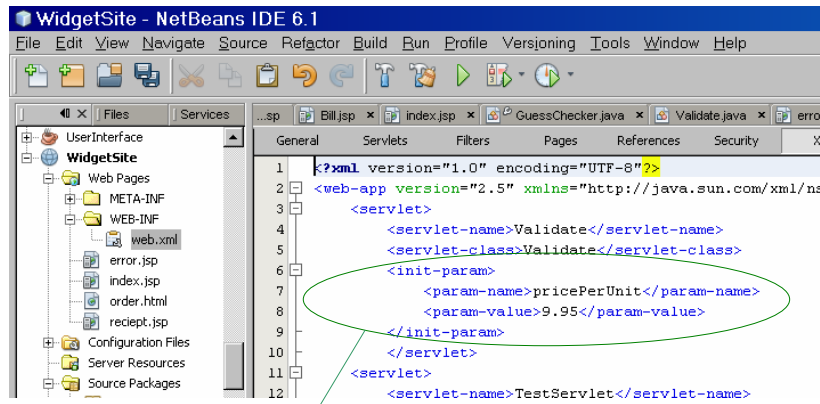 WidgetSite - NetBeans IDE 6.1
File Edit View Navigate Source Refactor Build Run Profile Versioning Tools Window Help
Files Services
...sp Bill.jsp index.jsp GuessChecker.java Validate.java erro
UserInterface
WidgetSite
Web Pages
META-INF
WEB-INF
web.xml
error.jsp
index.jsp
order.html
reciept.jsp
Configuration Files
Server Resources
Source Packages
General Servlets Filters Pages References Security X
1 <?xml version="1.0" encoding="UTF-8"?>
2 <web-app version="2.5" xmlns="http://java.sun.com/xml/ns
3 <servlet>
4 <servlet-name>Validate</servlet-name>
5 <servlet-class>Validate</servlet-class>
6 <init-param>
7 <param-name>pricePerUnit</param-name>
8 <param-value>9.95</param-value>
9 </init-param>
10 </servlet>
11 <servlet>
12 <servlet-name>TestServlet</servlet-name>